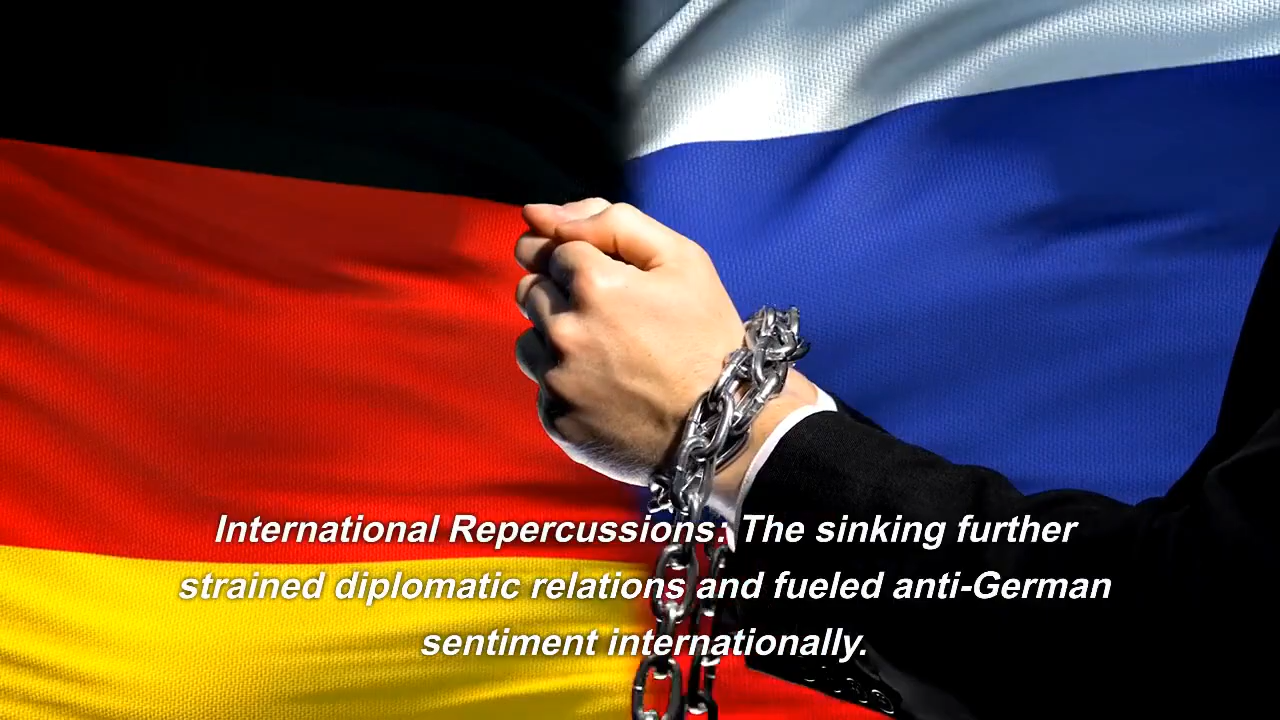 International Repercussions: The sinking further
strained diplomatic relations and fueled anti-German
sentiment internationally.